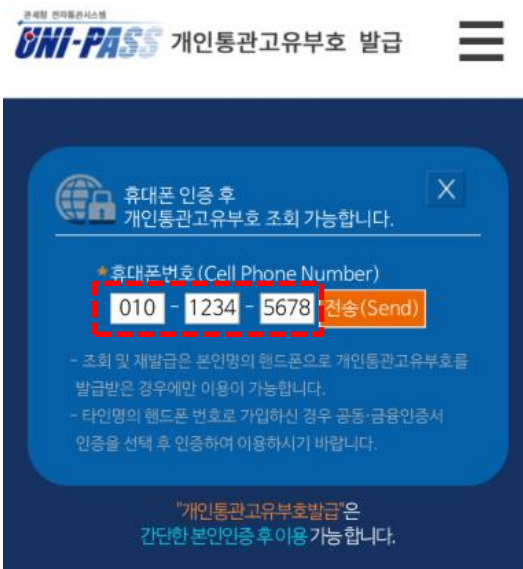 관세청 전자통관시스템
UNI-PASS 개인통관고유부호 발급
휴대폰 인증 후
개인통관고유부호 조회 가능합니다.
X
*휴대폰번호(Cell Phone Number)
010 - 1234 - 5678 전송(Send)
- 조회 및 재발급은 본인명의 핸드폰으로 개인통관고유부호를
발급받은 경우에만 이용이 가능합니다.
- 타인명의 핸드폰 번호로 가입하신 경우 공동·금융인증서
인증을 선택 후 인증하여 이용하시기 바랍니다.
"개인통관고유부호발급"은
간단한 본인인증 후 이용 가능 합니다.